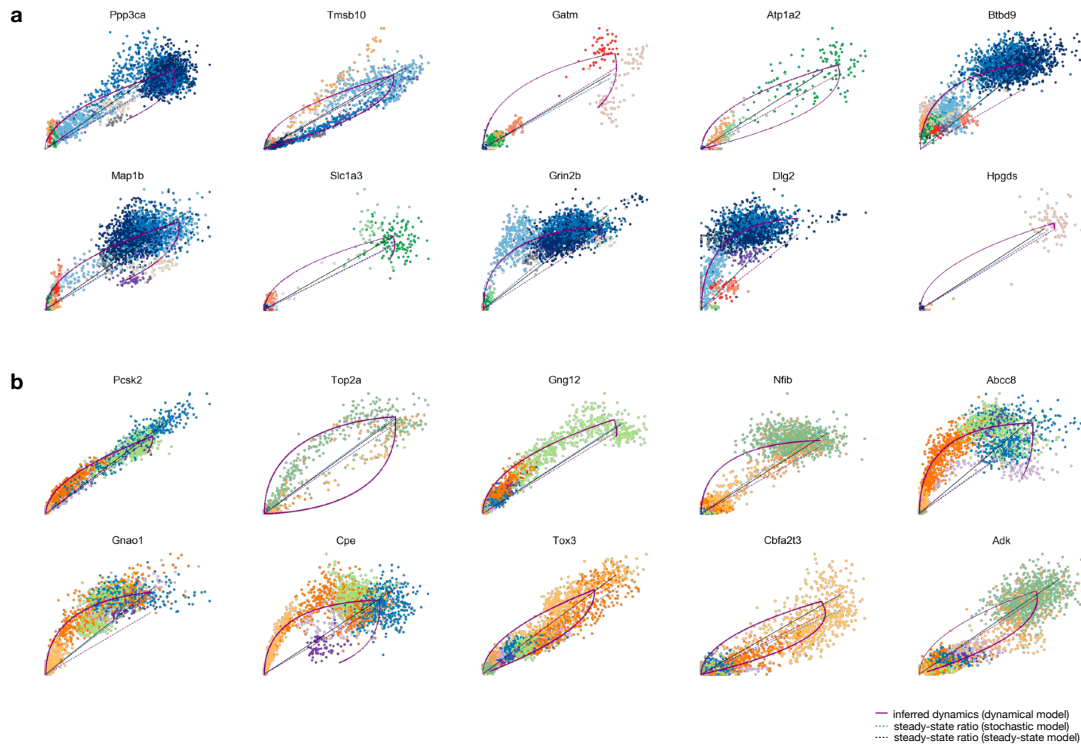 a
Ppp3ca Tmsb10 Gatm Atp1a2 Btbd9
Map1b Slc1a3 Grin2b Dlg2 Hpgds
b
Pcsk2 Top2a Gng12 Nfib Abcc8
Gnao1 Cpe Tox3 Cbfa2t3 Adk
inferred dynamics (dynamical model)
steady-state ratio (stochastic model)
steady-state ratio (steady-state model)